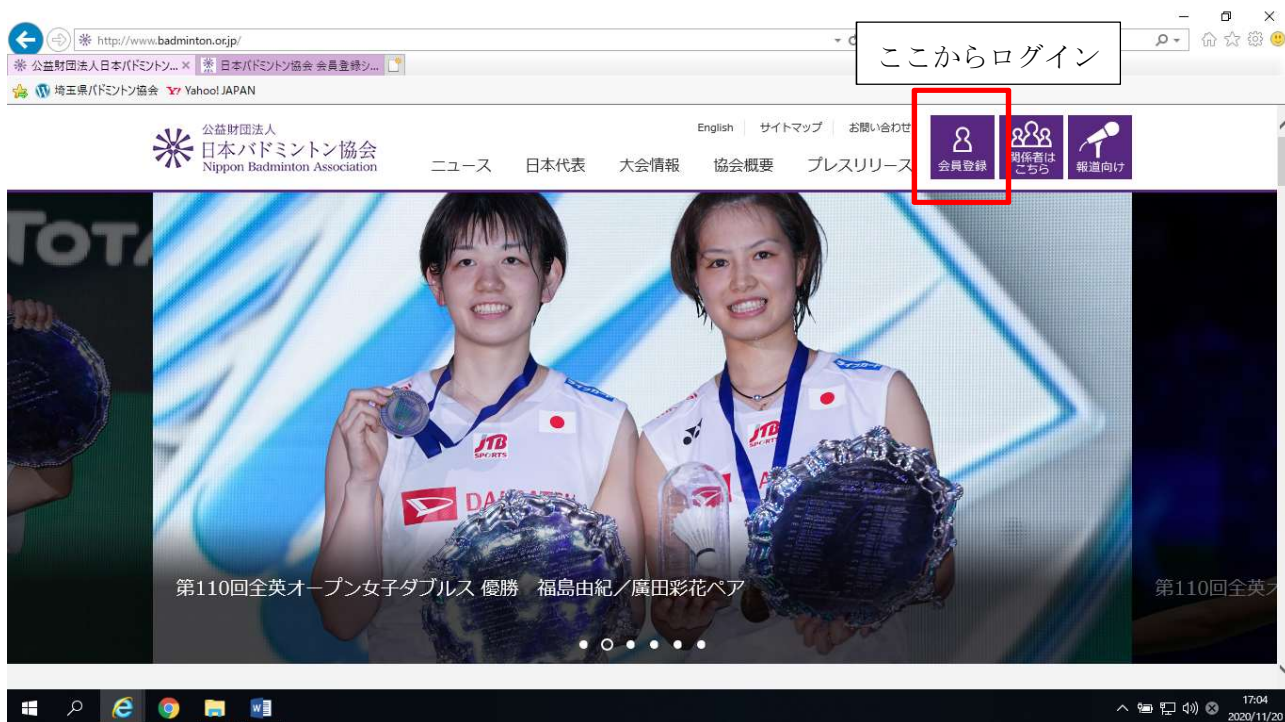 ここからログイン
http://www.badminton.or.jp/
公益財団法人日本バドミントン... ×
日本バドミントン協会 会員登録シ...
埼玉県バドミントン協会 Yahoo! JAPAN
English サイトマップ お問い合わせ
公益財団法人
日本バドミントン協会
Nippon Badminton Association
ニュース 日本代表 大会情報 協会概要 プレスリリース
会員登録
関係者は
こちら
報道向け
TOTA
JTB
SPORTS
JTB
DAIHATSU
第110回全英オープン女子ダブルス 優勝 福島由紀／廣田彩花ペア
第110回全英オ
17:04
2020/11/20